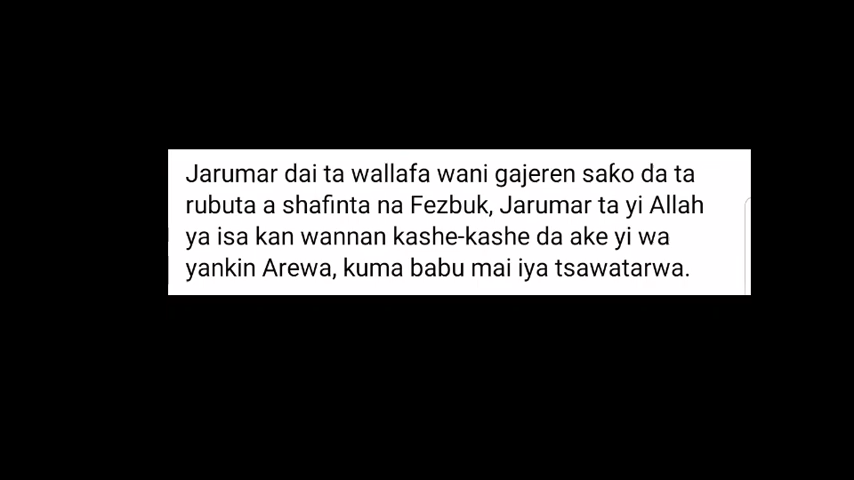 Jarumar dai ta wallafa wani gajeren saƙo da ta
rubuta a shafinta na Fezbuk, Jarumar ta yi Allah
ya isa kan wannan kashe-kashe da ake yi wa
yankin Arewa, kuma babu mai iya tsawatarwa.